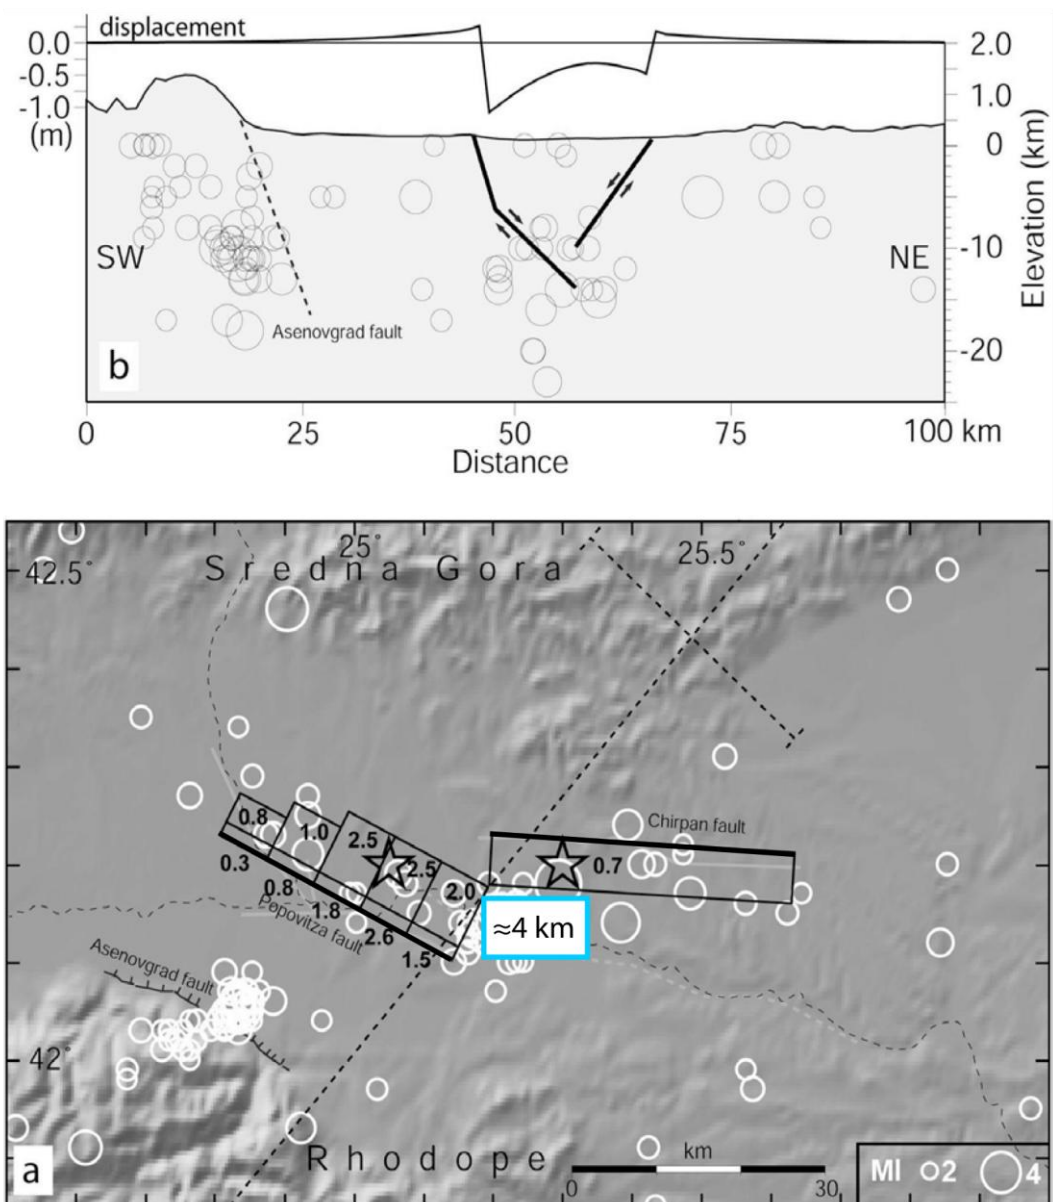 displacement
0.0
-0.5
-1.0
(m)
2.0
1.0
0
-10
-20
Elevation (km)
SW
NE
Asenovgrad fault
b
0 25 50 75 100 km
Distance
25°
25.5°
42.5°
Sredna Gora
Chirpan fault
0.8
1.0
2.5
2.5
2.0
0.7
0.3
0.8
1.8
2.6
1.5
Popovitza fault
≈4 km
Asenovgrad fault
42°
Rhodope
km
0 30
Ml 2 4
a